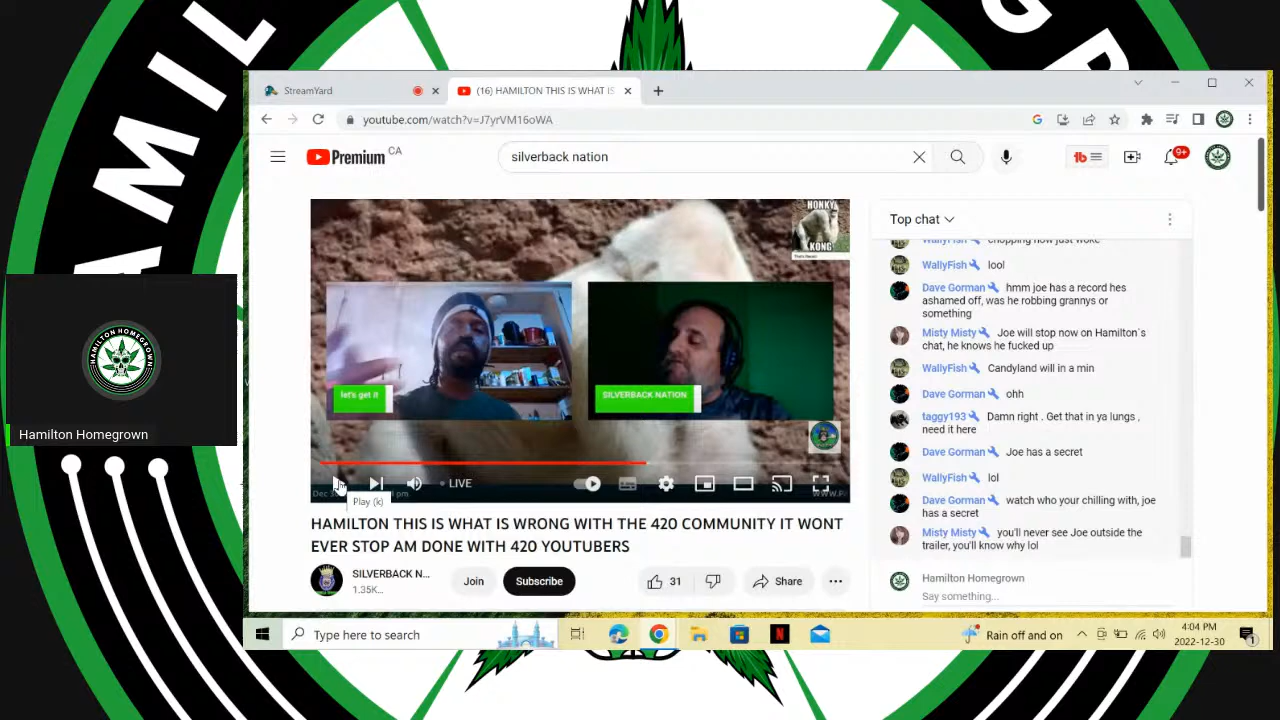 HAMIL
GR
StreamYard
(16) HAMILTON THIS IS WHAT IS
youtube.com/watch?v=J7yrVM16oWA
Premium CA
silverback nation
9+
HONKY
KONG
let's get it
SILVERBACK NATION
LIVE
Play (k)
HAMILTON THIS IS WHAT IS WRONG WITH THE 420 COMMUNITY IT WONT
EVER STOP AM DONE WITH 420 YOUTUBERS
SILVERBACK N...
1.35K...
Join
Subscribe
31
Share
Top chat
WallyFish chopping now just woke
WallyFish lool
Dave Gorman hmm joe has a record hes
ashamed off, was he robbing grannys or
something
Misty Misty Joe will stop now on Hamilton`s
chat, he knows he fucked up
WallyFish Candyland will in a min
Dave Gorman ohh
taggy193 Damn right . Get that in ya lungs ,
need it here
Dave Gorman Joe has a secret
WallyFish lol
Dave Gorman watch who your chilling with, joe
has a secret
Misty Misty you'll never see Joe outside the
trailer, you'll know why lol
Hamilton Homegrown
Say something...
HAMILTON HOMEGROWN
Hamilton Homegrown
Type here to search
Rain off and on
4:04 PM
2022-12-30
1